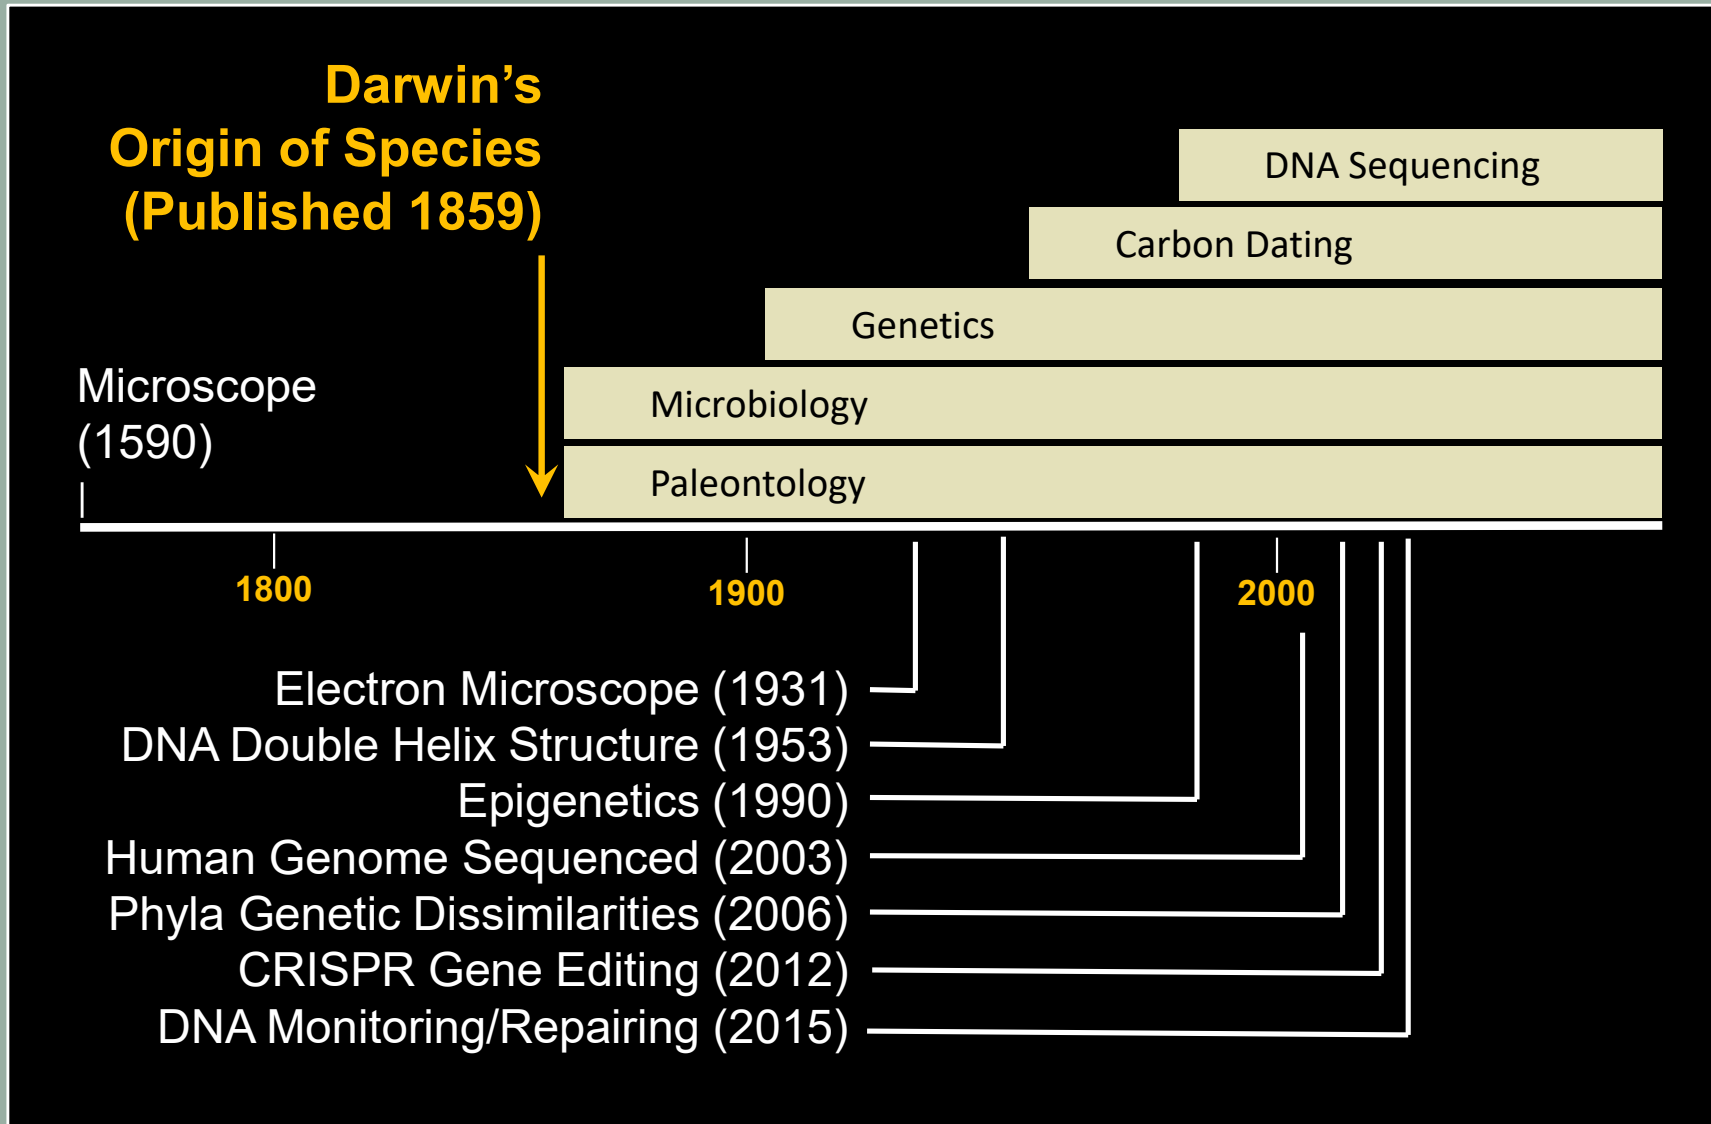 Darwin’s
Origin of Species
(Published 1859)
DNA Sequencing
Carbon Dating
Genetics
Microscope
(1590)
Microbiology
Paleontology
1800
1900
2000
Electron Microscope (1931)
DNA Double Helix Structure (1953)
Epigenetics (1990)
Human Genome Sequenced (2003)
Phyla Genetic Dissimilarities (2006)
CRISPR Gene Editing (2012)
DNA Monitoring/Repairing (2015)